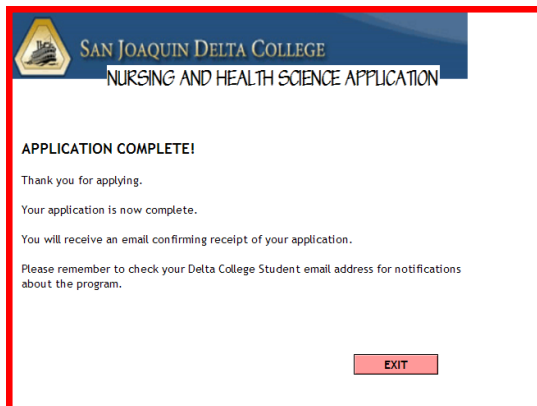 SAN JOAQUIN DELTA COLLEGE
NURSING AND HEALTH SCIENCE APPLICATION
APPLICATION COMPLETE!
Thank you for applying.
Your application is now complete.
You will receive an email confirming receipt of your application.
Please remember to check your Delta College Student email address for notifications
about the program.
EXIT